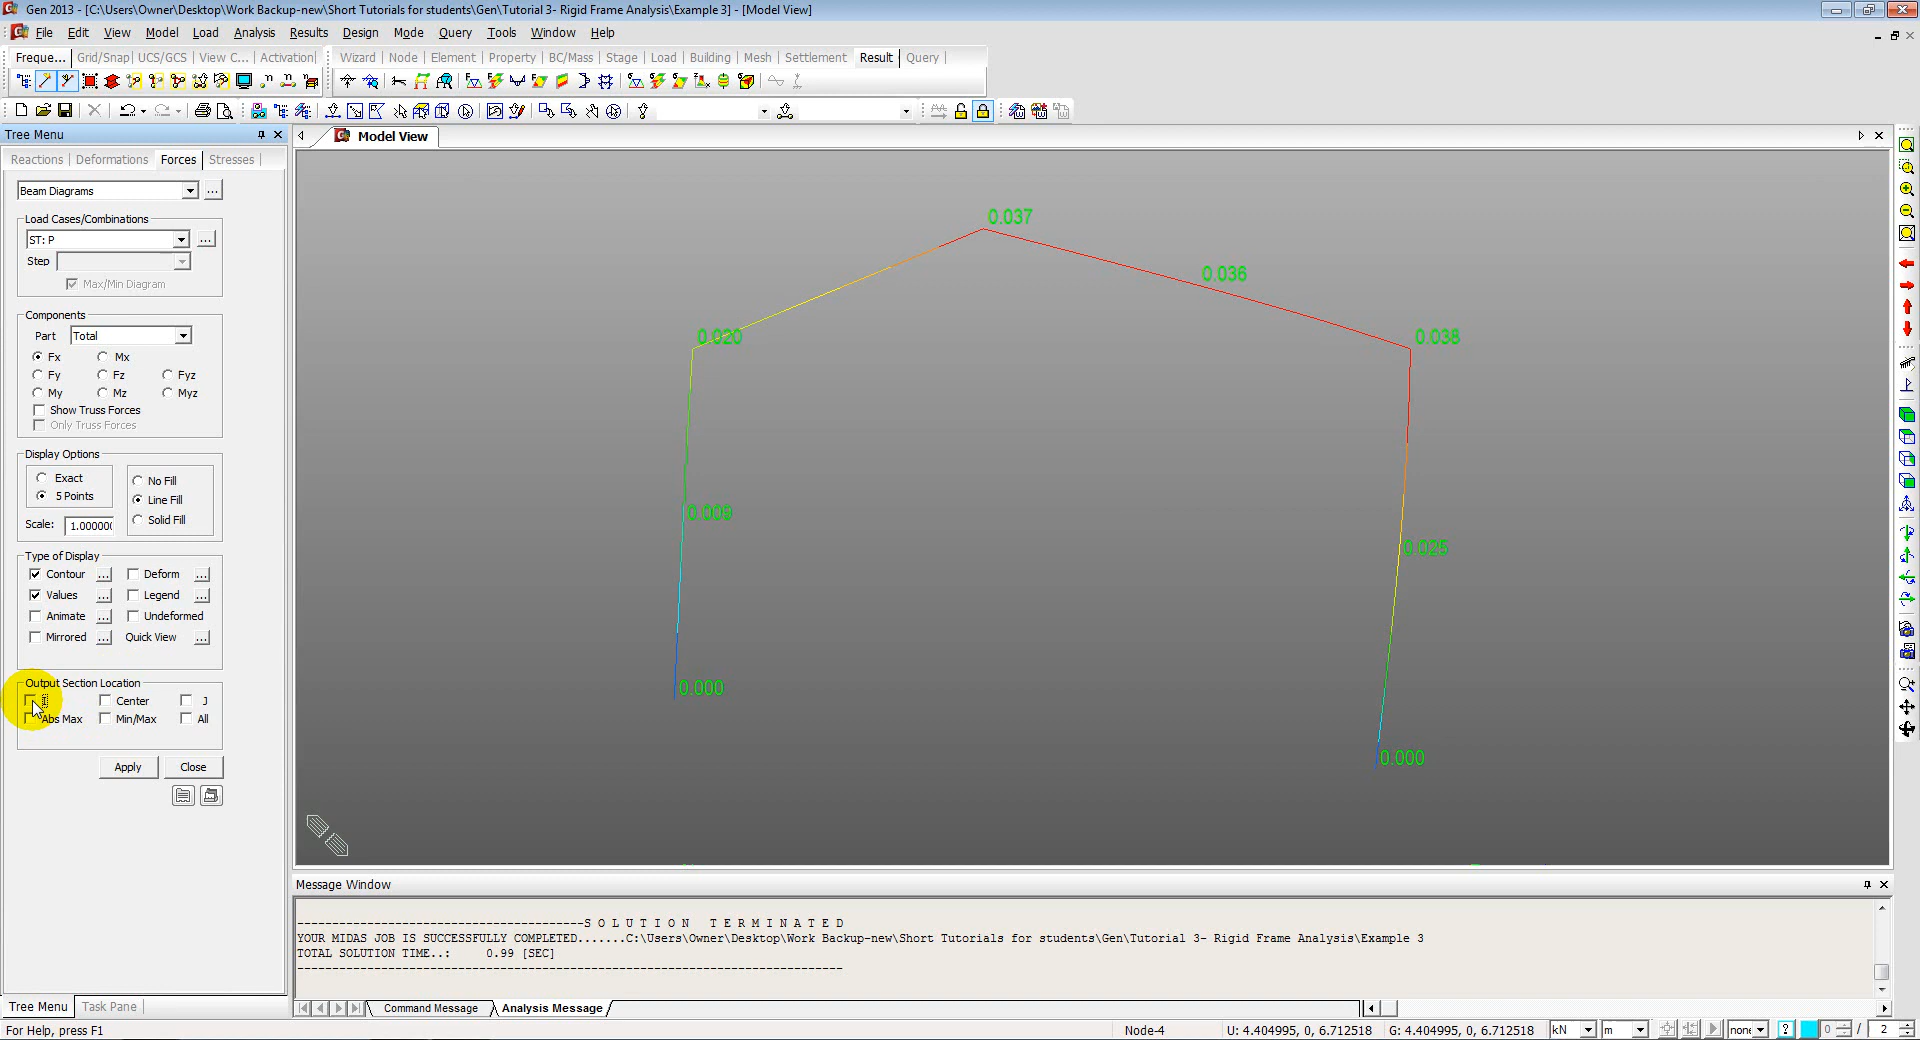 Gen 2013 - [C:\Users\Owner\Desktop\Work Backup-new\Short Tutorials for students\Gen\Tutorial 3- Rigid Frame Analysis\Example 3] - [Model View]
File Edit View Model Load Analysis Results Design Mode Query Tools Window Help
Freque... Grid/Snap UCS/GCS View C... Activation Wizard Node Element Property BC/Mass Stage Load Building Mesh Settlement Result Query
Tree Menu
Model View
Reactions Deformations Forces Stresses
Beam Diagrams
Load Cases/Combinations
ST: P
Step
Max/Min Diagram
Components
Part Total
Fx Mx
Fy Fz Fyz
My Mz Myz
Show Truss Forces
Only Truss Forces
Display Options
Exact
5 Points
No Fill
Line Fill
Solid Fill
Scale: 1.00000
Type of Display
Contour ... Deform ...
Values ... Legend ...
Animate ... Undeformed
Mirrored ... Quick View ...
Output Section Location
I Center J
Abs Max Min/Max All
Apply Close
0.037
0.036
0.020
0.038
0.009
0.025
0.000
0.000
Message Window
---------------------------------------S O L U T I O N   T E R M I N A T E D
YOUR MIDAS JOB IS SUCCESSFULLY COMPLETED.......C:\Users\Owner\Desktop\Work Backup-new\Short Tutorials for students\Gen\Tutorial 3- Rigid Frame Analysis\Example 3
TOTAL SOLUTION TIME..: 0.99 [SEC]
-------------------------------------------------------------------------------
Tree Menu Task Pane
Command Message Analysis Message
For Help, press F1
Node-4 U: 4.404995, 0, 6.712518 G: 4.404995, 0, 6.712518 kN m none ? 0 / 2